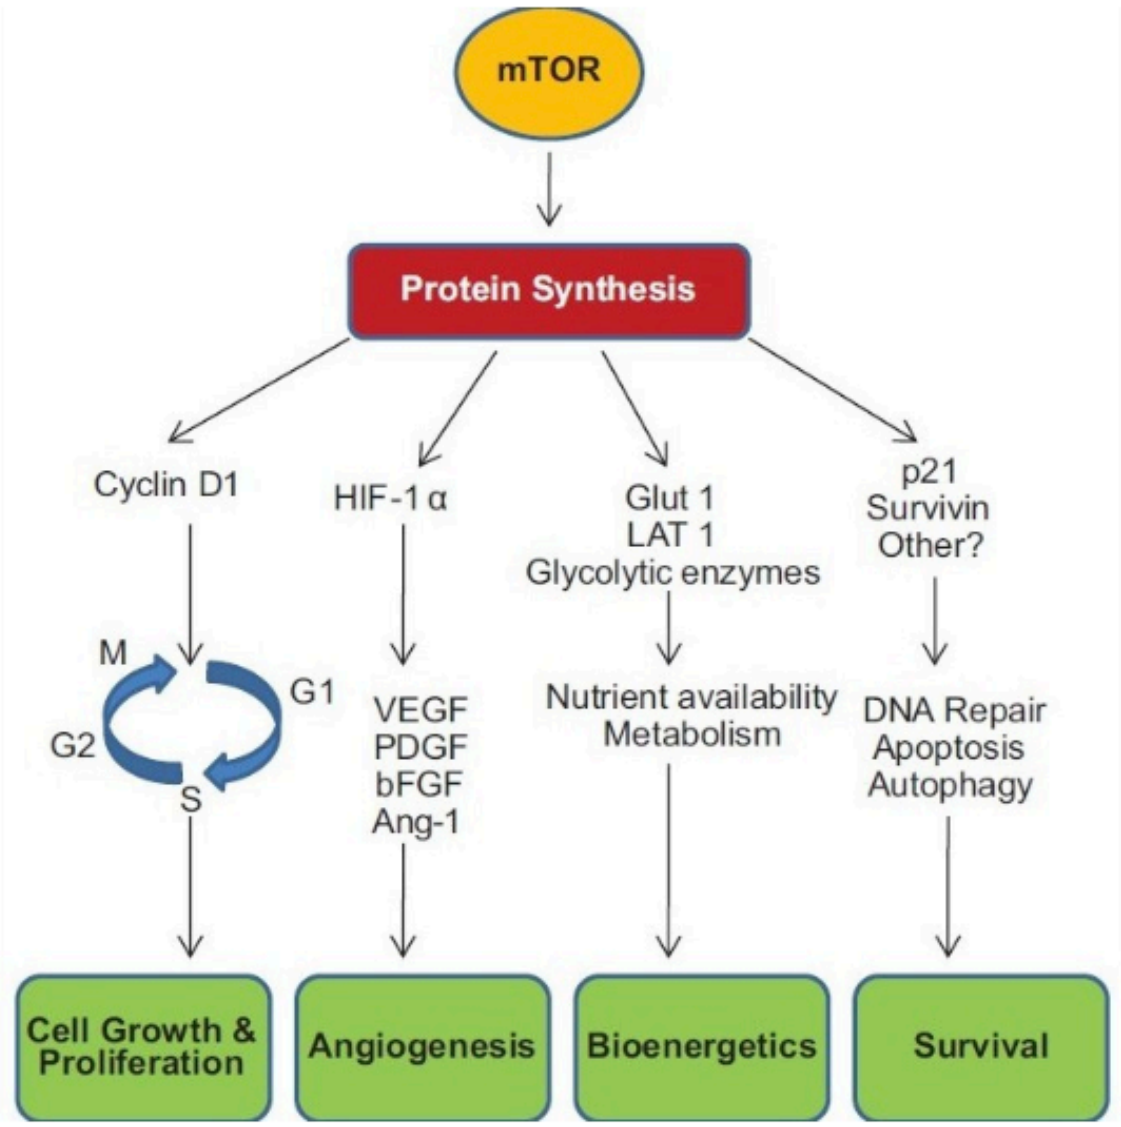 mTOR
Protein Synthesis
Cyclin D1
HIF-1 α
Glut 1
LAT 1
Glycolytic enzymes
p21
Survivin
Other?
M
G1
G2
S
VEGF
PDGF
bFGF
Ang-1
Nutrient availability
Metabolism
DNA Repair
Apoptosis
Autophagy
Cell Growth &
Proliferation
Angiogenesis
Bioenergetics
Survival